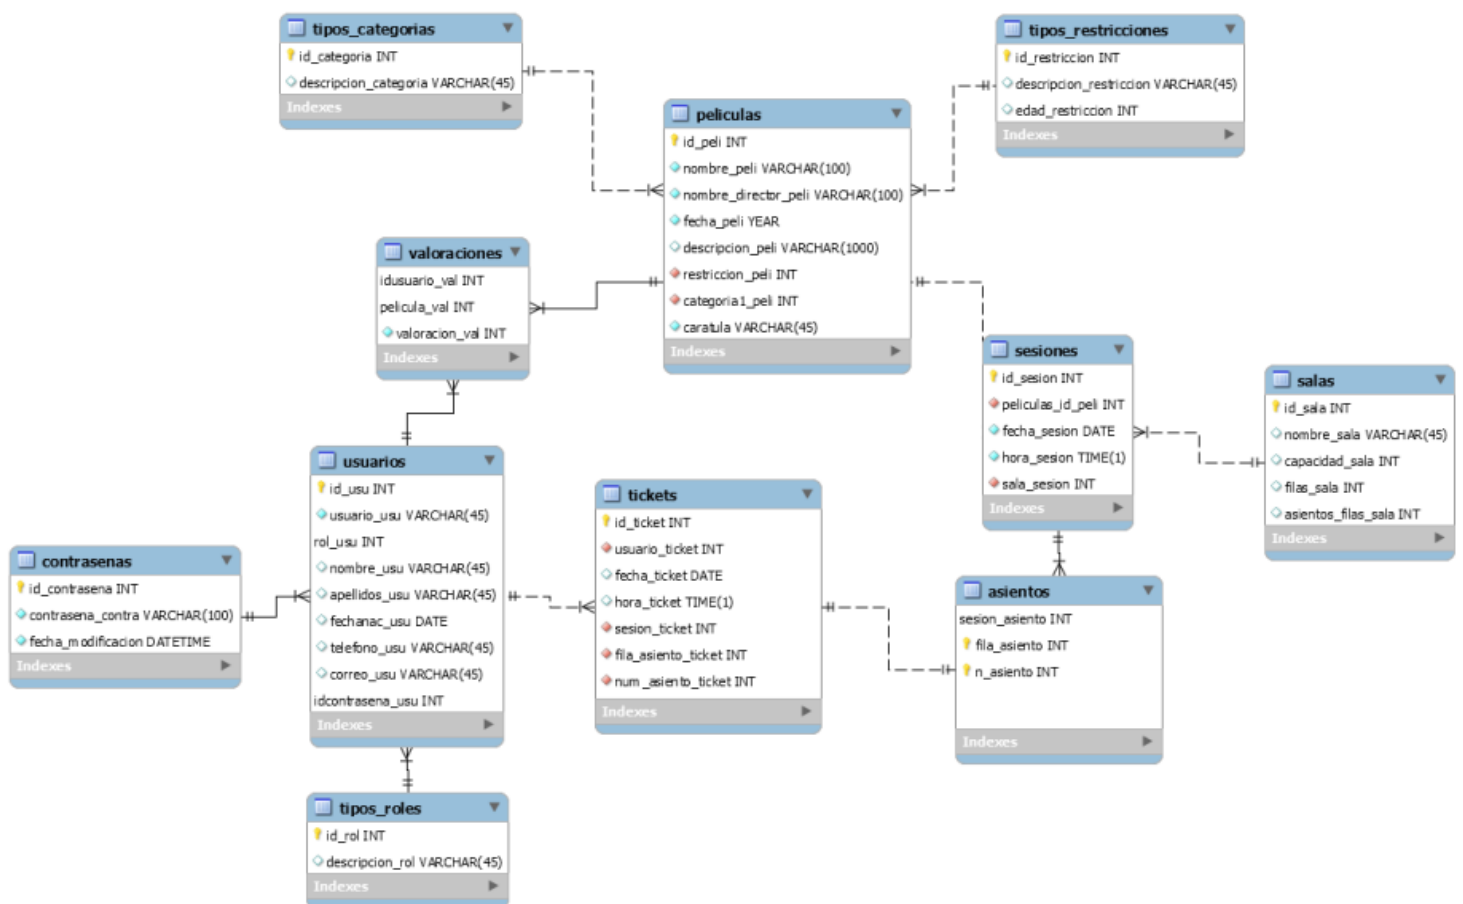 tipos_categorias
id_categoria INT
descripcion_categoria VARCHAR(45)
Indexes
tipos_restricciones
id_restriccion INT
descripcion_restriccion VARCHAR(45)
edad_restriccion INT
Indexes
peliculas
id_peli INT
nombre_peli VARCHAR(100)
nombre_director_peli VARCHAR(100)
fecha_peli YEAR
descripcion_peli VARCHAR(1000)
restriccion_peli INT
categoria1_peli INT
caratula VARCHAR(45)
Indexes
valoraciones
idusuario_val INT
pelicula_val INT
valoracion_val INT
Indexes
sesiones
id_sesion INT
peliculas_id_peli INT
fecha_sesion DATE
hora_sesion TIME(1)
sala_sesion INT
Indexes
salas
id_sala INT
nombre_sala VARCHAR(45)
capacidad_sala INT
filas_sala INT
asientos_filas_sala INT
Indexes
usuarios
id_usu INT
usuario_usu VARCHAR(45)
rol_usu INT
nombre_usu VARCHAR(45)
apellidos_usu VARCHAR(45)
fechanac_usu DATE
telefono_usu VARCHAR(45)
correo_usu VARCHAR(45)
idcontrasena_usu INT
Indexes
tickets
id_ticket INT
usuario_ticket INT
fecha_ticket DATE
hora_ticket TIME(1)
sesion_ticket INT
fila_asiento_ticket INT
num_asiento_ticket INT
Indexes
contrasenas
id_contrasena INT
contrasena_contra VARCHAR(100)
fecha_modificacion DATETIME
Indexes
asientos
sesion_asiento INT
fila_asiento INT
n_asiento INT
Indexes
tipos_roles
id_rol INT
descripcion_rol VARCHAR(45)
Indexes